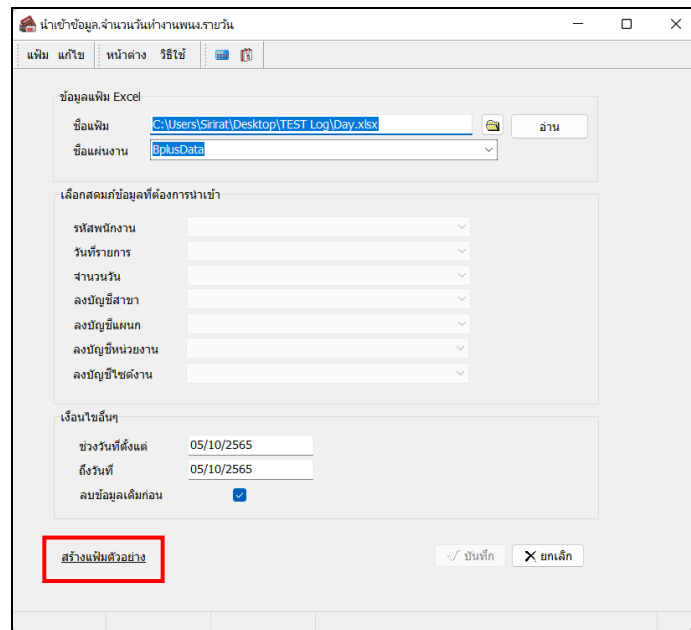 นำเข้าข้อมูล.จำนวนวันทำงานพนง.รายวัน
แฟ้ม แก้ไข หน้าต่าง วิธีใช้
ข้อมูลแฟ้ม Excel
ชื่อแฟ้ม C:\Users\Sirirat\Desktop\TEST Log\Day.xlsx อ่าน
ชื่อแผ่นงาน BplusData
เลือกสดมภ์ข้อมูลที่ต้องการนำเข้า
รหัสพนักงาน
วันที่รายการ
จำนวนวัน
ลงบัญชีสาขา
ลงบัญชีแผนก
ลงบัญชีหน่วยงาน
ลงบัญชีไซด์งาน
เงื่อนไขอื่นๆ
ช่วงวันที่ตั้งแต่ 05/10/2565
ถึงวันที่ 05/10/2565
ลบข้อมูลเดิมก่อน
สร้างแฟ้มตัวอย่าง บันทึก ยกเลิก